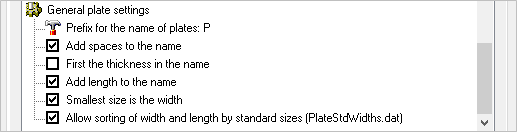 General plate settings
Prefix for the name of plates: P
Add spaces to the name
First the thickness in the name
Add length to the name
Smallest size is the width
Allow sorting of width and length by standard sizes (PlateStdWidths.dat)